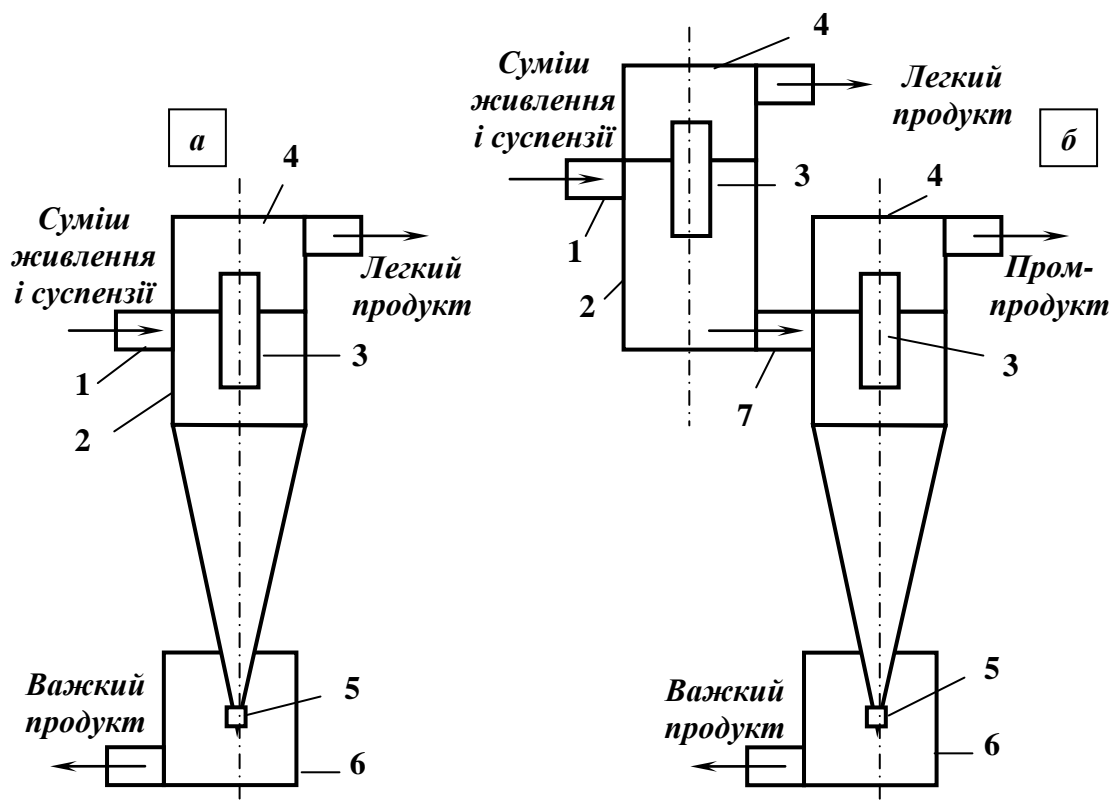 а
4
Суміш
живлення
і суспензії
Легкий
продукт
1
3
2
Важкий
продукт
5
6
б
4
Суміш
живлення
і суспензії
Легкий
продукт
3
1
2
4
Пром-
продукт
3
7
Важкий
продукт
5
6